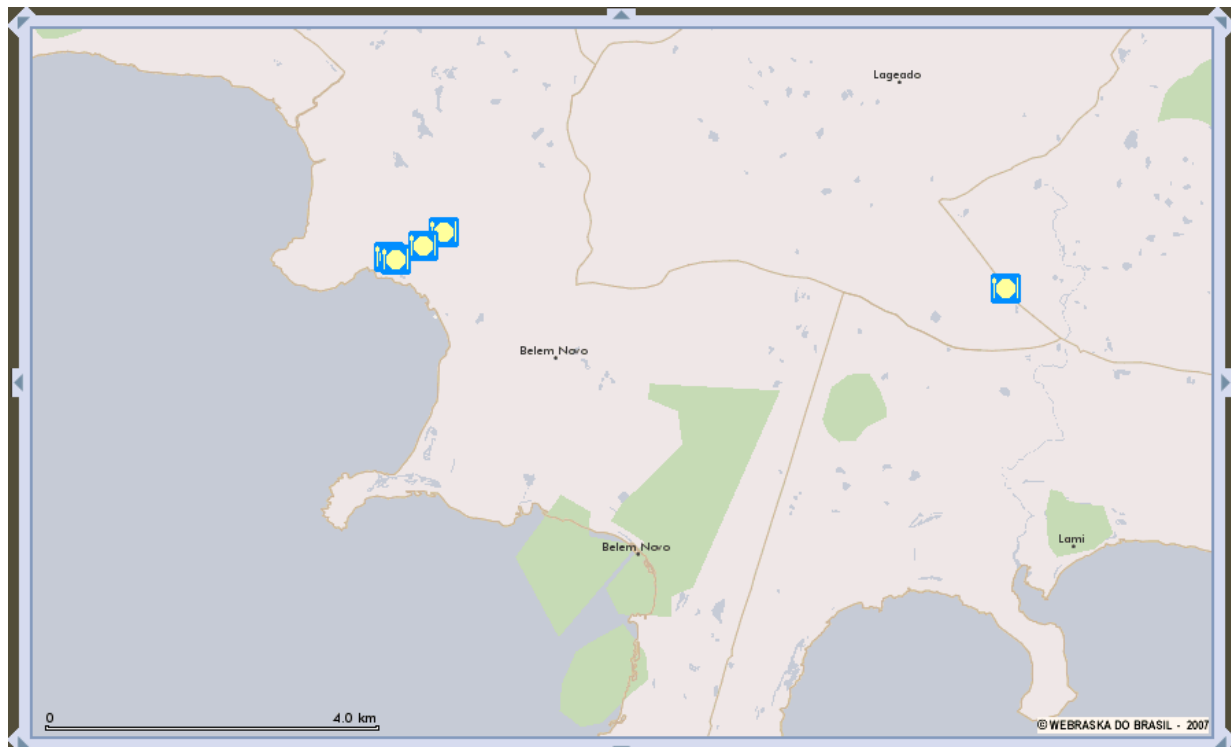 Lageado
Belem Novo
Lami
Belem Novo
0 4.0 km
© WEBRASKA DO BRASIL - 2007